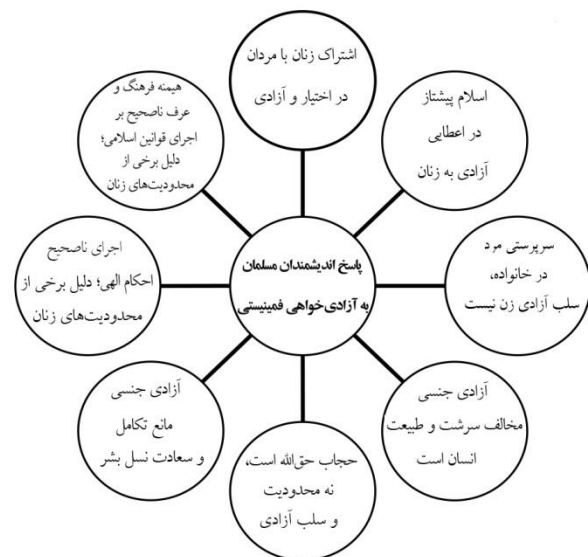 اشتراک زنان با مردان
در اختیار و آزادی
اسلام پیشتاز
در اعطایی
آزادی به زنان
سرپرستی مرد
در خانواده،
سلب آزادی زن نیست
آزادی جنسی
مخالف سرشت و طبیعت
انسان است
حجاب حق‌الله است،
نه محدودیت
و سلب آزادی
آزادی جنسی
مانع تکامل
و سعادت نسل بشر
اجرای ناصحیح
احکام الهی؛ دلیل برخی از
محدودیت‌های زنان
هیمنه فرهنگ و
عرف ناصحیح بر
اجرای قوانین اسلامی؛
دلیل برخی از
محدودیت‌های زنان
پاسخ اندیشمندان مسلمان
به آزادی‌خواهی فمینیستی